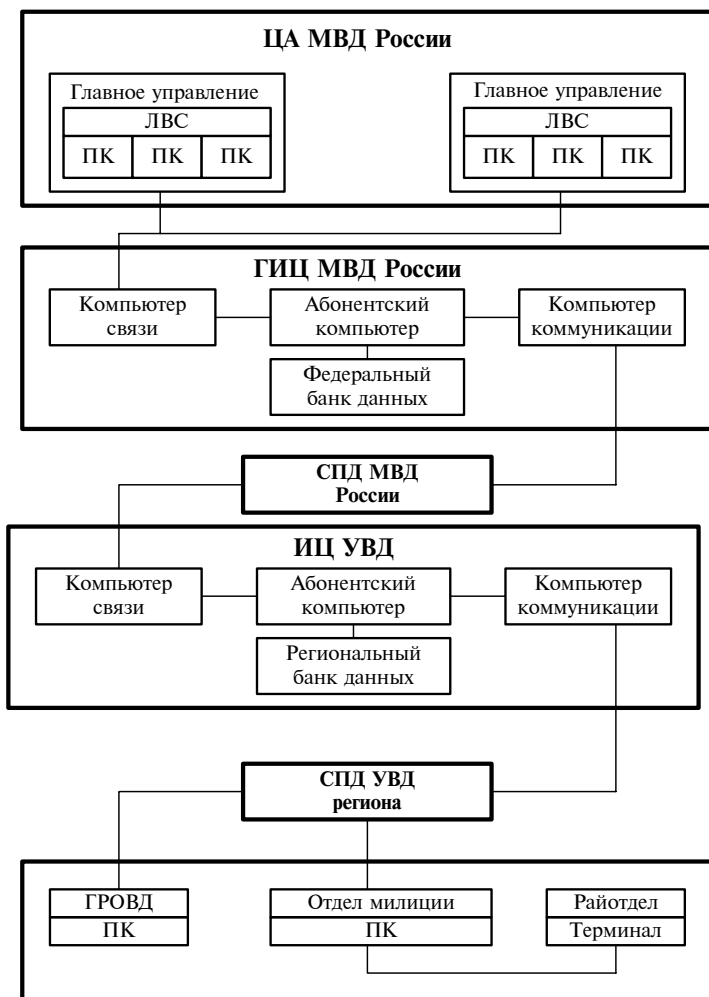 ЦА МВД России
Главное управление
ЛВС
ПК ПК ПК
Главное управление
ЛВС
ПК ПК ПК
ГИЦ МВД России
Компьютер
связи
Абонентский
компьютер
Компьютер
коммуникации
Федеральный
банк данных
СПД МВД
России
ИЦ УВД
Компьютер
связи
Абонентский
компьютер
Компьютер
коммуникации
Региональный
банк данных
СПД УВД
региона
ГРОВД
ПК
Отдел милиции
ПК
Райотдел
Терминал